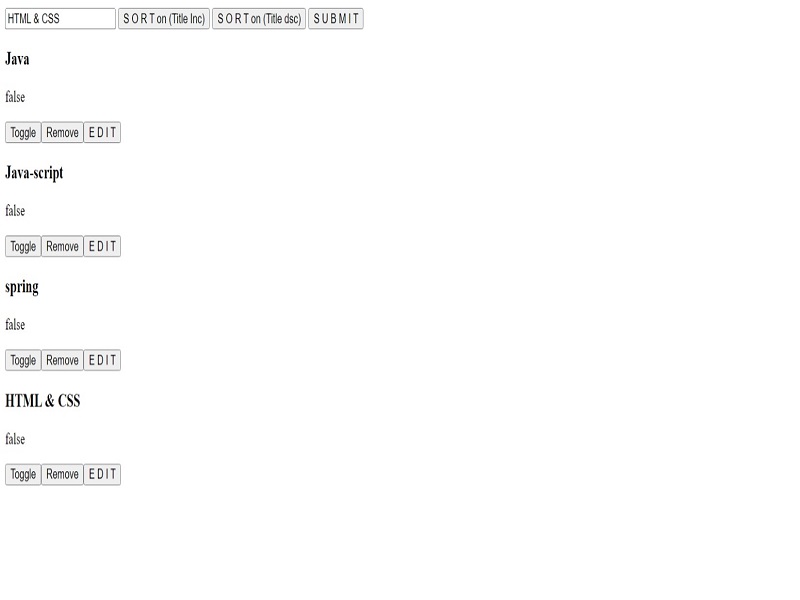 HTML & CSS S O R T on (Title Inc) S O R T on (Title dsc) S U B M I T
Java
false
Toggle Remove E D I T
Java-script
false
Toggle Remove E D I T
spring
false
Toggle Remove E D I T
HTML & CSS
false
Toggle Remove E D I T